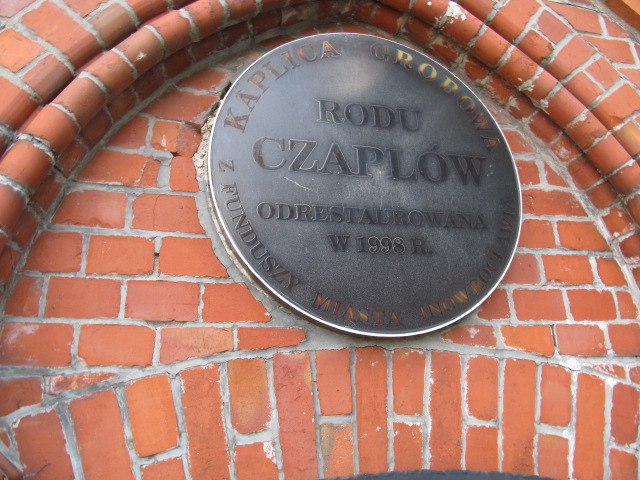 KAPLICA GROBOWA
RODU
CZAPLÓW
ODRESTAUROWANA
W 1998 R.
Z FUNDUSZY MIASTA INOWROCŁAWIA